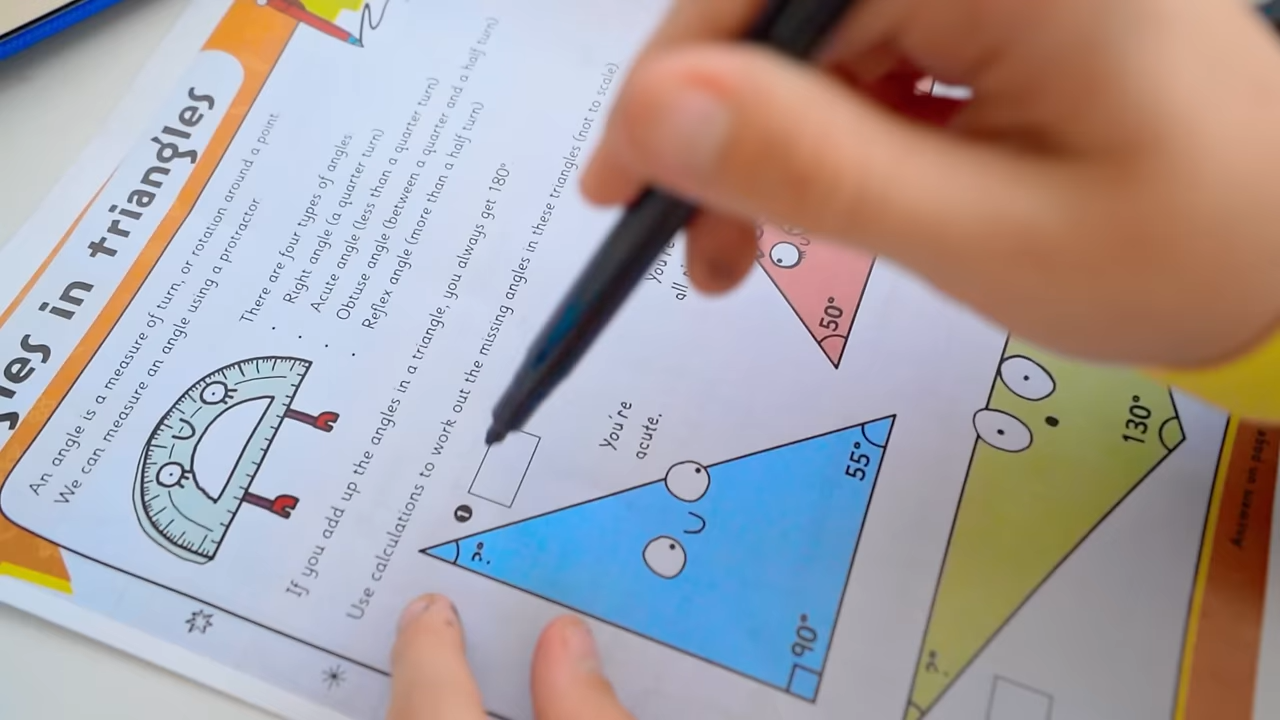 in triangles
An angle is a measure of turn, or rotation around a point
We can measure an angle using a protractor
There are four types of angles:
• Right angle (a quarter turn)
• Acute angle (less than a quarter turn)
• Obtuse angle (between a quarter and a half turn)
• Reflex angle (more than a half turn)
If you add up the angles in a triangle, you always get 180°
Use calculations to work out the missing angles in these triangles (not to scale)
1
?°
55°
90°
You're
acute.
You're
all
50°
130°
?°
Answers on page